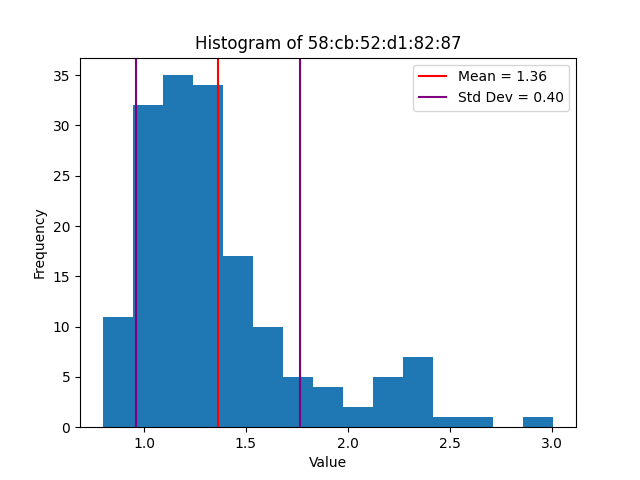 Histogram of 58:cb:52:d1:82:87
Mean = 1.36
Std Dev = 0.40
35
30
25
20
15
10
5
0
Frequency
1.0 1.5 2.0 2.5 3.0
Value